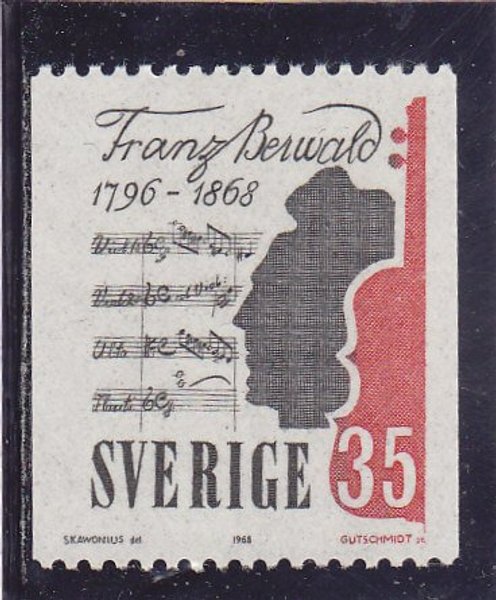 Franz Berwald
1796 - 1868
SVERIGE 35
SKAWONIUS del. 1968 GUTSCHMIDT sc.